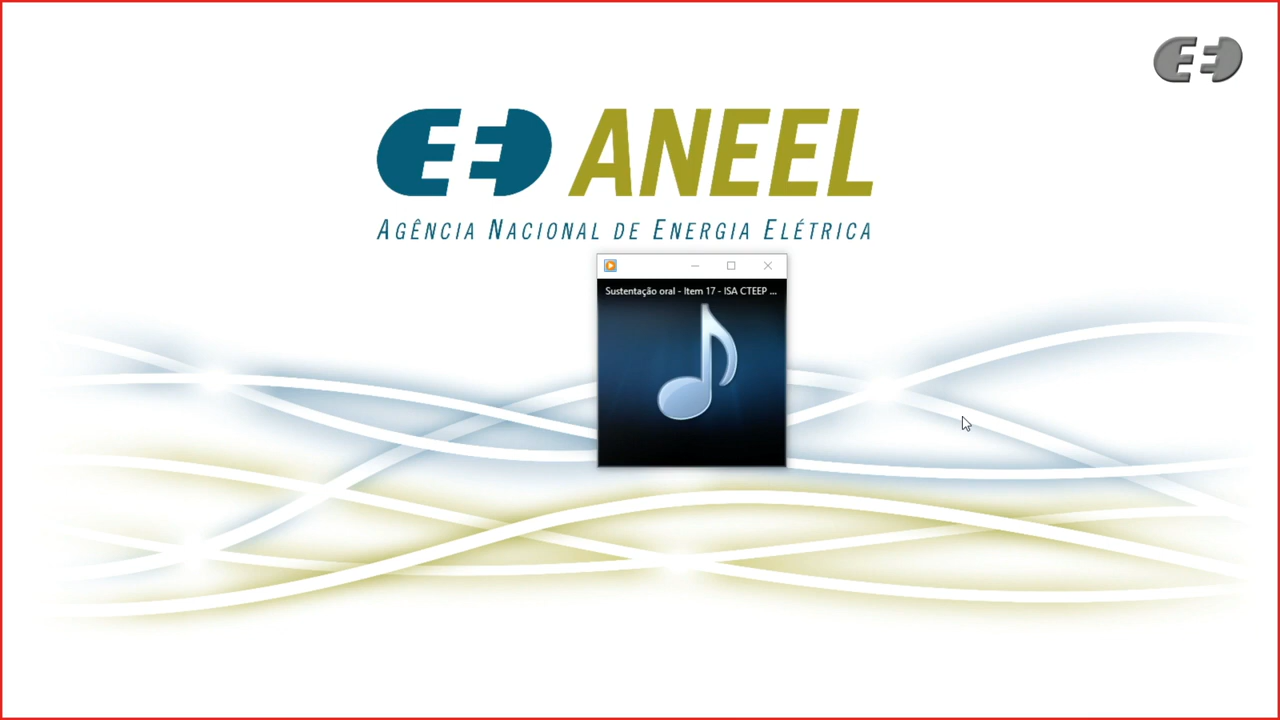 ANEEL
AGÊNCIA NACIONAL DE ENERGIA ELÉTRICA
Sustentação oral - Item 17 - ISA CTEEP ...